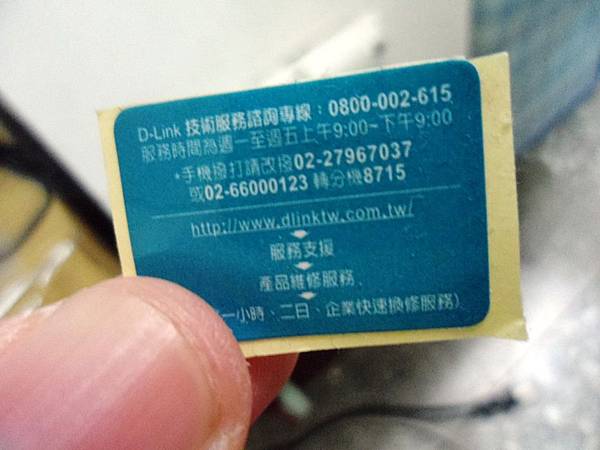 D-Link 技術服務諮詢專線：0800-002-615
服務時間為週一至週五上午9:00~下午9:00
*手機撥打請改撥02-27967037
或02-66000123 轉分機8715
http://www.dlinktw.com.tw/
服務支援
產品維修服務
一小時、二日、企業快速換修服務)